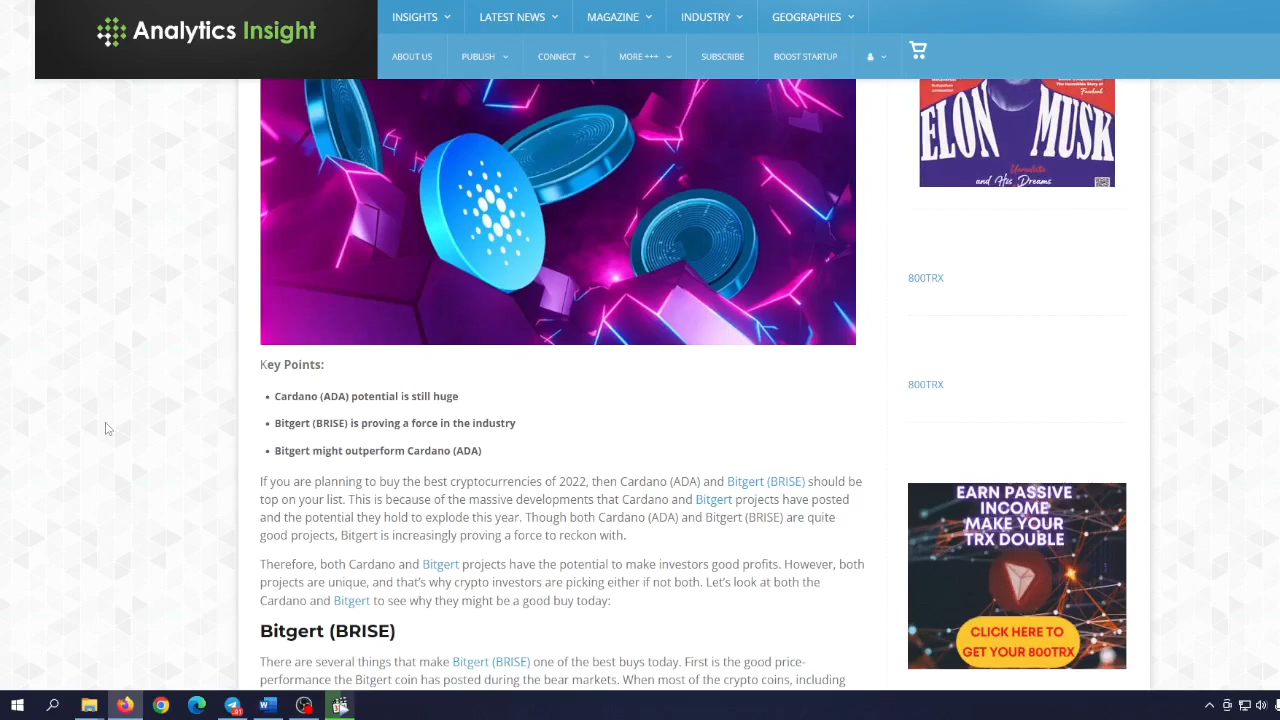 Analytics Insight
INSIGHTS
LATEST NEWS
MAGAZINE
INDUSTRY
GEOGRAPHIES
ABOUT US
PUBLISH
CONNECT
MORE +++
SUBSCRIBE
BOOST STARTUP
ELON MUSK
and His Dreams
800TRX
800TRX
Key Points:
• Cardano (ADA) potential is still huge
• Bitgert (BRISE) is proving a force in the industry
• Bitgert might outperform Cardano (ADA)
If you are planning to buy the best cryptocurrencies of 2022, then Cardano (ADA) and Bitgert (BRISE) should be
top on your list. This is because of the massive developments that Cardano and Bitgert projects have posted
and the potential they hold to explode this year. Though both Cardano (ADA) and Bitgert (BRISE) are quite
good projects, Bitgert is increasingly proving a force to reckon with.
Therefore, both Cardano and Bitgert projects have the potential to make investors good profits. However, both
projects are unique, and that's why crypto investors are picking either if not both. Let's look at both the
Cardano and Bitgert to see why they might be a good buy today:
Bitgert (BRISE)
There are several things that make Bitgert (BRISE) one of the best buys today. First is the good price-
performance the Bitgert coin has posted during the bear markets. When most of the crypto coins, including
EARN PASSIVE
INCOME
MAKE YOUR
TRX DOUBLE
CLICK HERE TO
GET YOUR 800TRX